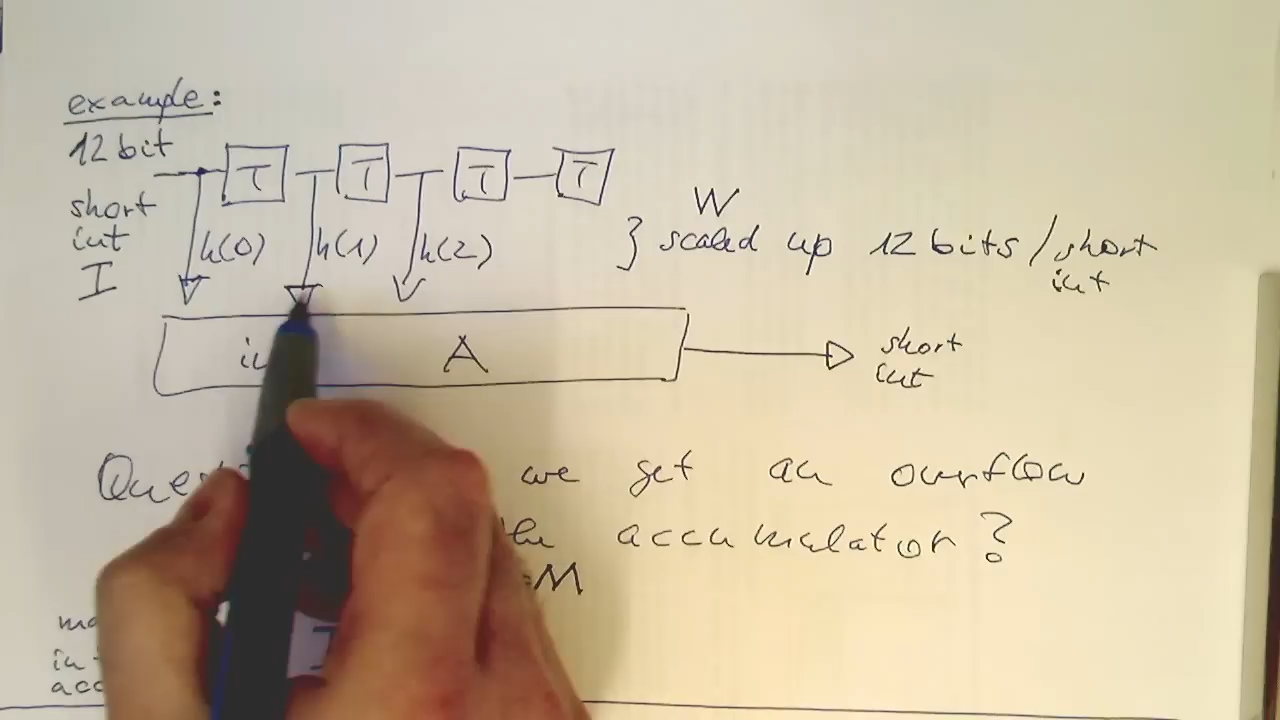 example:
12 bit
T T T T
short
int
I
h(0) h(1) h(2)
W
} scaled up 12 bits / short
int
A
short
int
we get an overflow
the accumulator?
=M